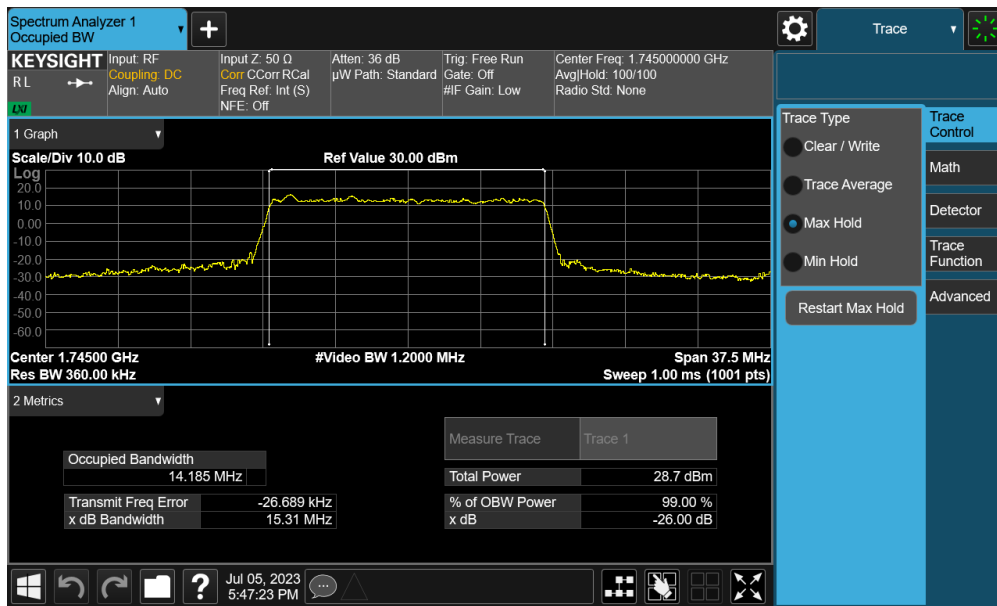 Spectrum Analyzer 1
Occupied BW
Trace
KEYSIGHT
R L
LXI
Input: RF
Coupling: DC
Align: Auto
Input Z: 50 Ω
Corr CCorr RCal
Freq Ref: Int (S)
NFE: Off
Atten: 36 dB
µW Path: Standard
Trig: Free Run
Gate: Off
#IF Gain: Low
Center Freq: 1.745000000 GHz
Avg|Hold: 100/100
Radio Std: None
1 Graph
Scale/Div 10.0 dB
Ref Value 30.00 dBm
Log
20.0
10.0
0.00
-10.0
-20.0
-30.0
-40.0
-50.0
-60.0
Center 1.74500 GHz
#Video BW 1.2000 MHz
Span 37.5 MHz
Res BW 360.00 kHz
Sweep 1.00 ms (1001 pts)
2 Metrics
Measure Trace
Trace 1
Occupied Bandwidth
14.185 MHz
Total Power
28.7 dBm
Transmit Freq Error
-26.689 kHz
% of OBW Power
99.00 %
x dB Bandwidth
15.31 MHz
x dB
-26.00 dB
Trace Type
Clear / Write
Trace Average
Max Hold
Min Hold
Restart Max Hold
Trace
Control
Math
Detector
Trace
Function
Advanced
?
Jul 05, 2023
5:47:23 PM